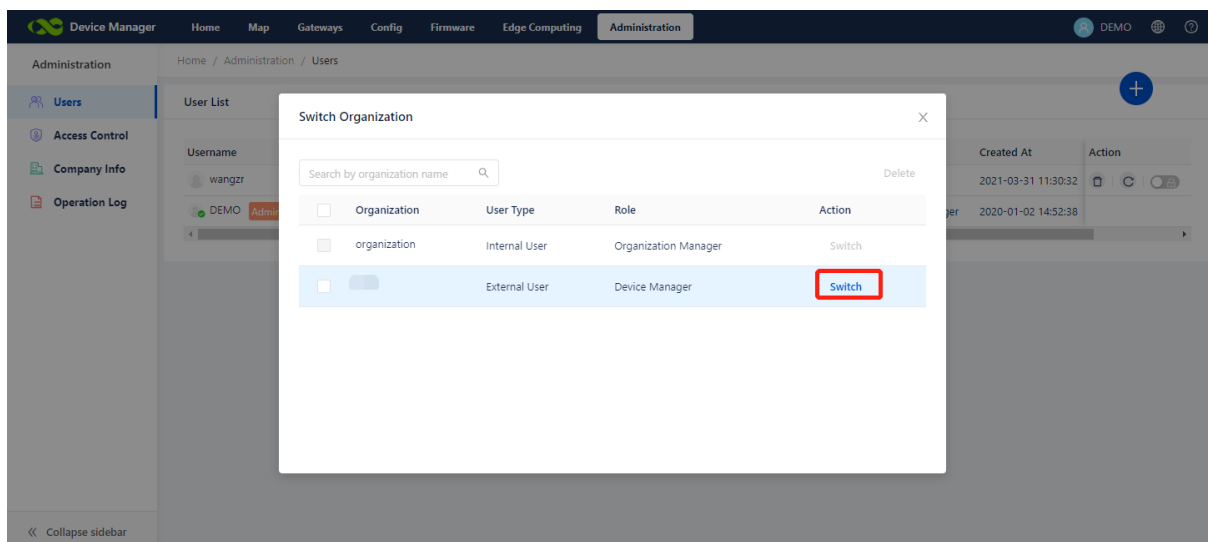 Device Manager Home Map Gateways Config Firmware Edge Computing Administration DEMO
Administration
Home / Administration / Users
Users
User List
Access Control
Company Info
Operation Log
Username Created At Action
wangzr 2021-03-31 11:30:32
DEMO 2020-01-02 14:52:38
Switch Organization
Search by organization name Delete
Organization User Type Role Action
organization Internal User Organization Manager Switch
External User Device Manager Switch
Collapse sidebar